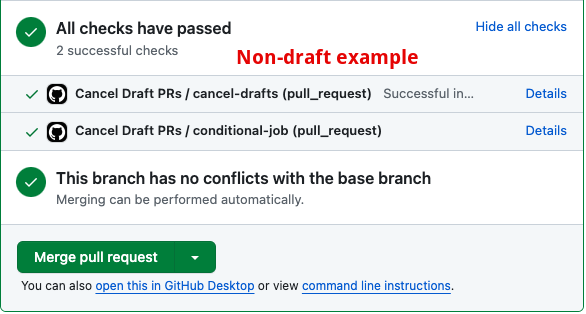 All checks have passed
Hide all checks
2 successful checks
Non-draft example
Cancel Draft PRs / cancel-drafts (pull_request) Successful in...
Details
Cancel Draft PRs / conditional-job (pull_request)
Details
This branch has no conflicts with the base branch
Merging can be performed automatically.
Merge pull request
You can also open this in GitHub Desktop or view command line instructions.